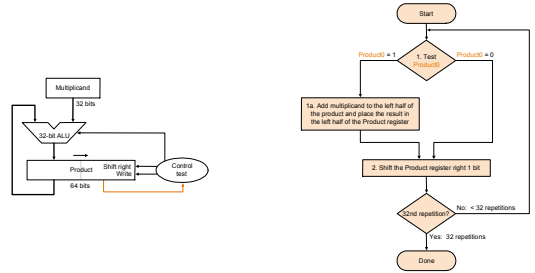 Multiplicand
32 bits
32-bit ALU
Product
Shift right
Write
Control
test
64 bits
Start
1. Test
Product0
Product0 = 1
Product0 = 0
1a. Add multiplicand to the left half of
the product and place the result in
the left half of the Product register
2. Shift the Product register right 1 bit
32nd repetition?
No: < 32 repetitions
Yes: 32 repetitions
Done